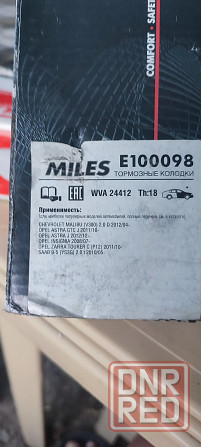 COMFORT • SAFET
MILES E100098
ТОРМОЗНЫЕ КОЛОДКИ
EAC WVA 24412 Th:18
Применимость:
CHEVROLET MALIBU (V300) 2.0 D 2012/04-
OPEL ASTRA GTC J 2011/10-
OPEL ASTRA J 2012/10-
OPEL INSIGNIA 2008/07-
OPEL ZAFIRA TOURER C (P12) 2011/10-
SAAB 9-5 (YS3G) 2.0 2010/05-
DNR
RED